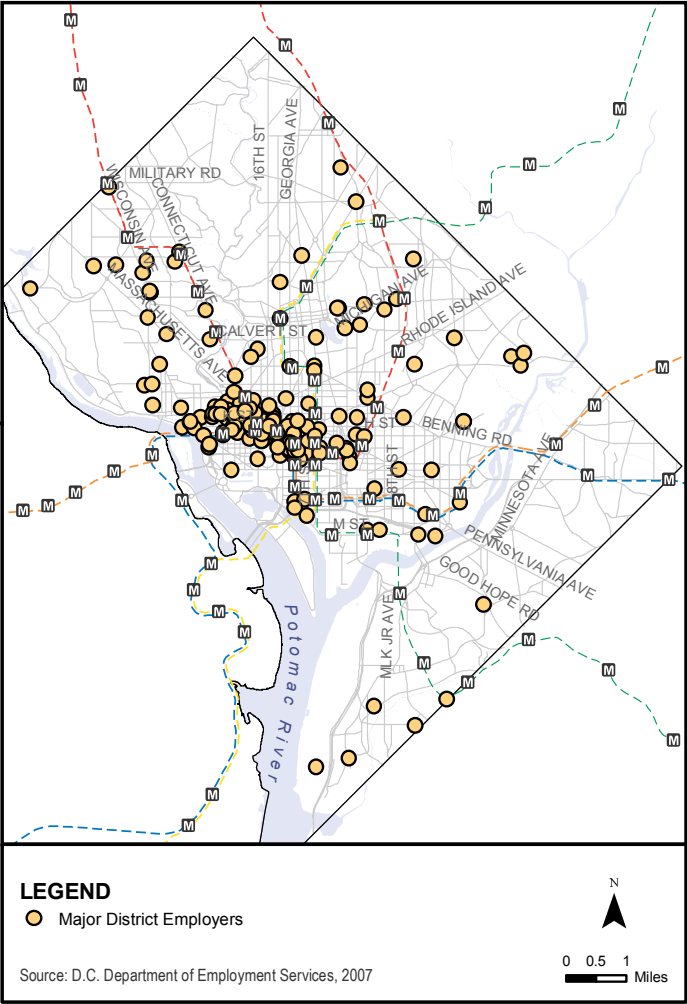 MILITARY RD
WISCONSIN AVE
CONNECTICUT AVE
16TH ST
GEORGIA AVE
MASSACHUSETTS AVE
CALVERT ST
MICHIGAN AVE
RHODE ISLAND AVE
ST
BENNING RD
8TH ST
MINNESOTA AVE
M ST
PENNSYLVANIA AVE
GOOD HOPE RD
MLK JR AVE
Potomac River
LEGEND
Major District Employers
Source: D.C. Department of Employment Services, 2007
N
0 0.5 1
Miles